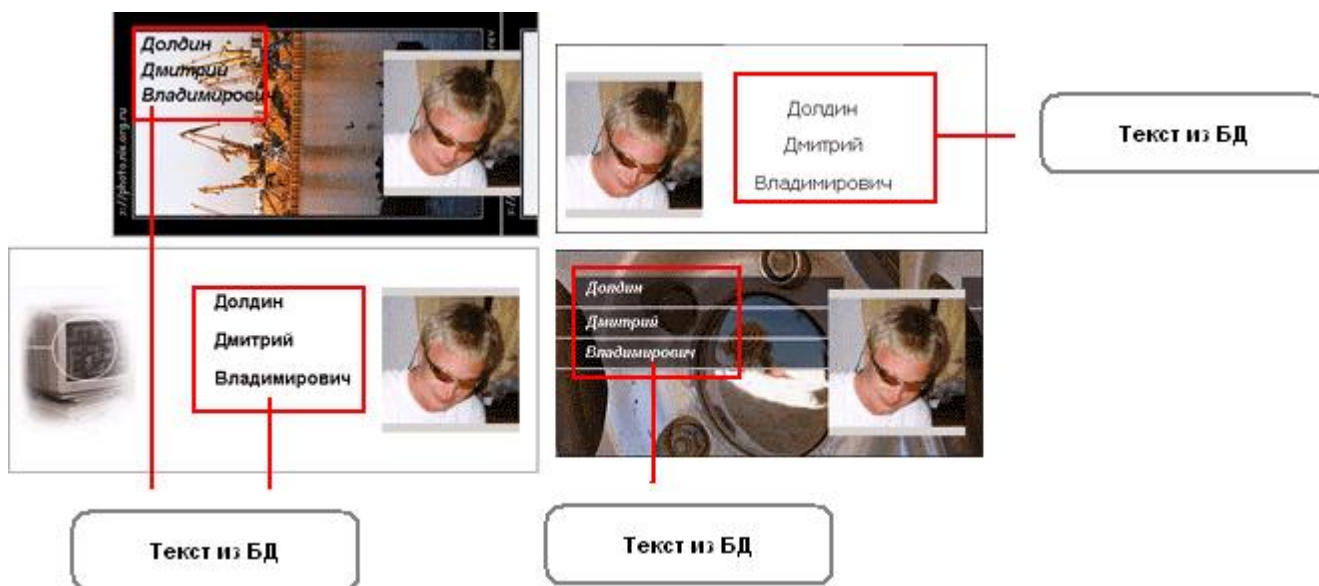 Долдин
Дмитрий
Владимирович
Долдин
Дмитрий
Владимирович
Текст из БД
Долдин
Дмитрий
Владимирович
Долдин
Дмитрий
Владимирович
Текст из БД
Текст из БД